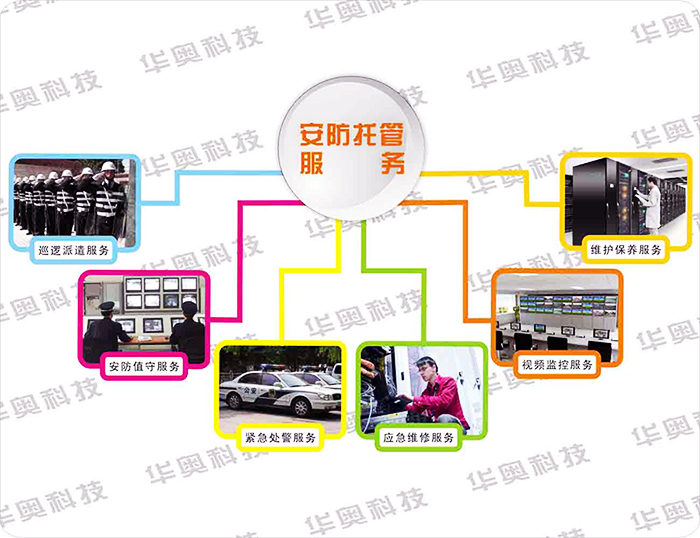 华奥科技
安防托管
服 务
巡逻派遣服务
维护保养服务
安防值守服务
视频监控服务
公安
紧急处警服务
应急维修服务